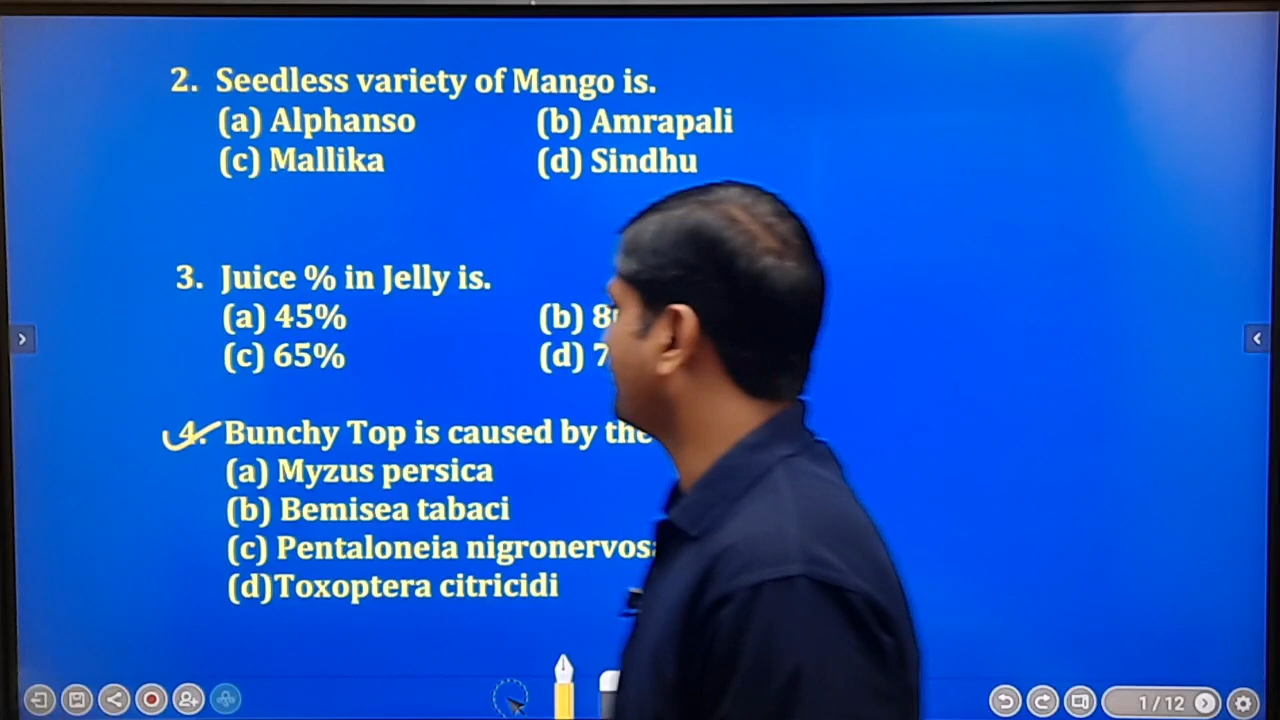 2. Seedless variety of Mango is.
(a) Alphanso (b) Amrapali
(c) Mallika (d) Sindhu
3. Juice % in Jelly is.
(a) 45% (b)
(c) 65% (d)
4. Bunchy Top is caused by the
(a) Myzus persica
(b) Bemisea tabaci
(c) Pentaloneia
(d)Toxoptera citricidi
1/12